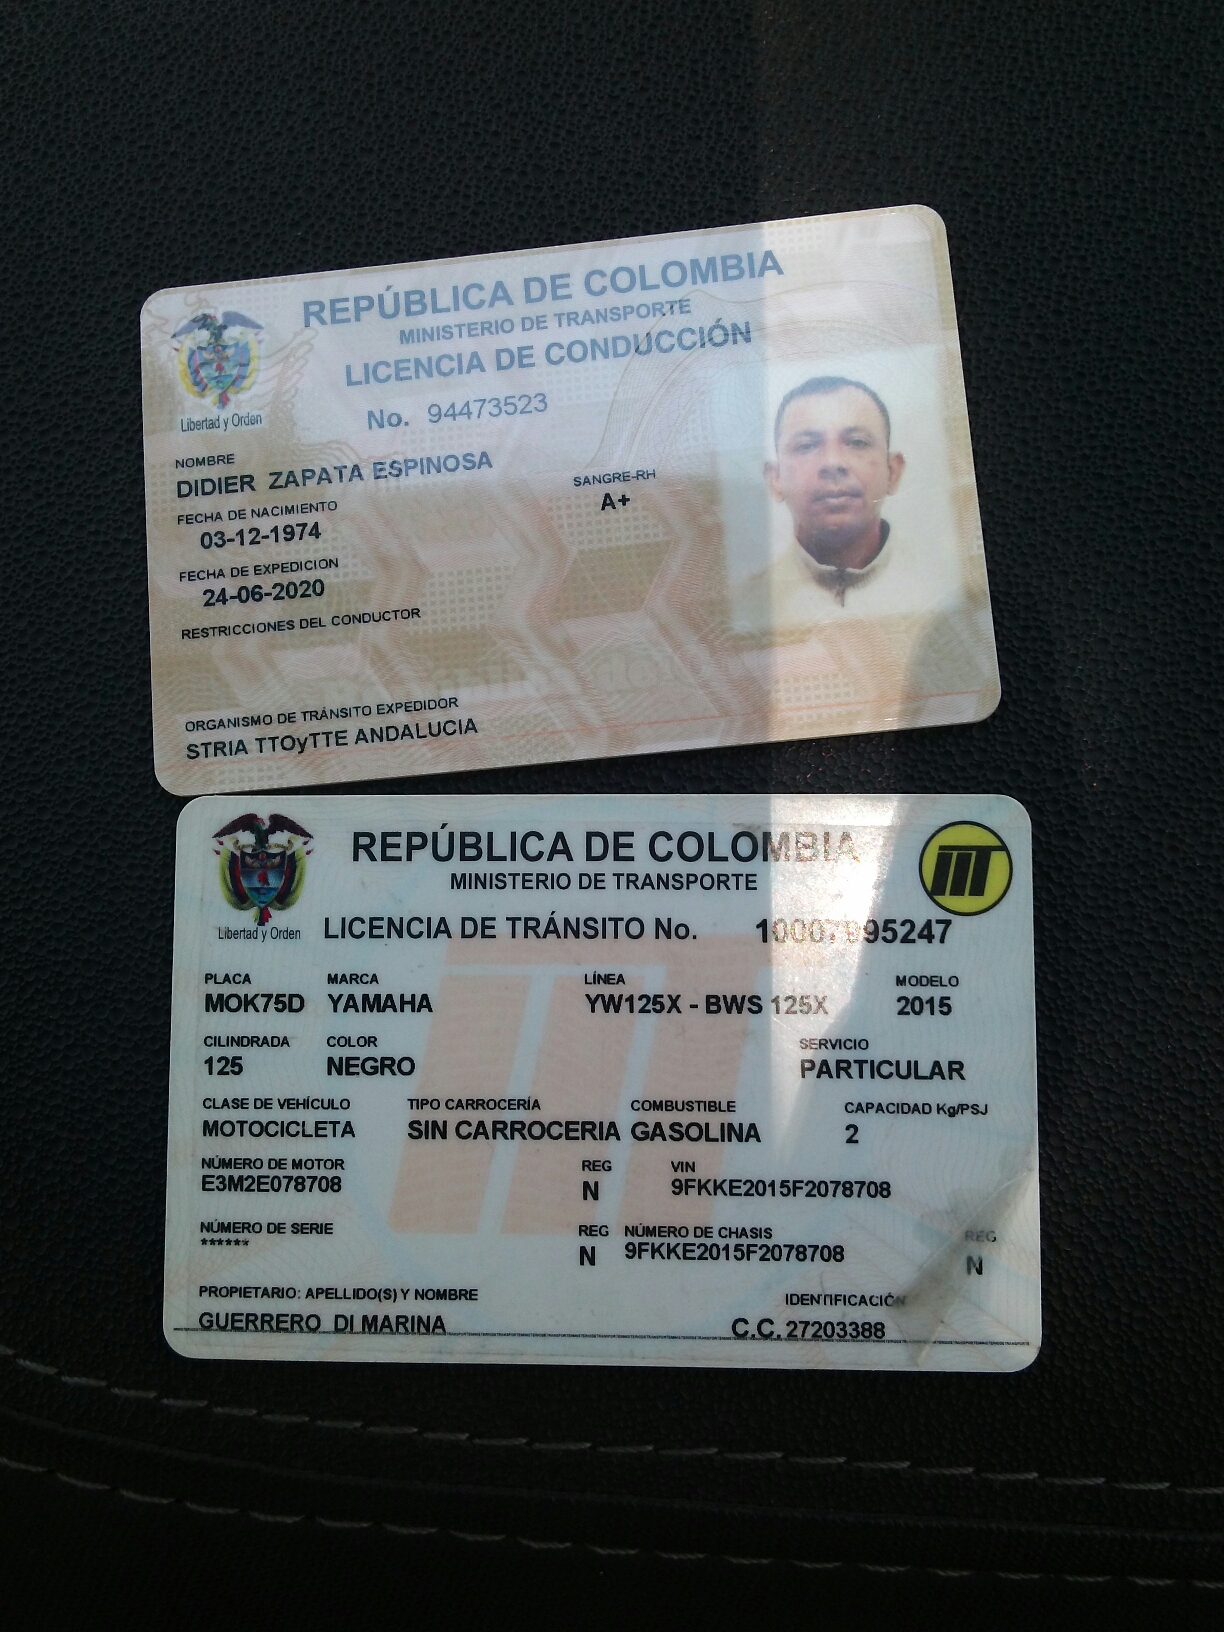 REPÚBLICA DE COLOMBIA
MINISTERIO DE TRANSPORTE
LICENCIA DE CONDUCCIÓN
No. 94473523
Libertad y Orden
NOMBRE
DIDIER ZAPATA ESPINOSA
SANGRE-RH
A+
FECHA DE NACIMIENTO
03-12-1974
FECHA DE EXPEDICION
24-06-2020
RESTRICCIONES DEL CONDUCTOR
ORGANISMO DE TRÁNSITO EXPEDIDOR
STRIA TTOyTTE ANDALUCIA
REPÚBLICA DE COLOMBIA
MINISTERIO DE TRANSPORTE
Libertad y Orden
LICENCIA DE TRÁNSITO No.
PLACA MARCA LÍNEA MODELO
MOK75D YAMAHA YW125X - BWS 125X 2015
CILINDRADA COLOR SERVICIO
125 NEGRO PARTICULAR
CLASE DE VEHÍCULO TIPO CARROCERÍA COMBUSTIBLE CAPACIDAD Kg/PSJ
MOTOCICLETA SIN CARROCERIA GASOLINA 2
NÚMERO DE MOTOR REG VIN
E3M2E078708 N 9FKKE2015F2078708
NÚMERO DE SERIE REG NÚMERO DE CHASIS REG
****** N 9FKKE2015F2078708 N
PROPIETARIO: APELLIDO(S) Y NOMBRE IDENTIFICACIÓN
GUERRERO DI MARINA C.C. 27203388